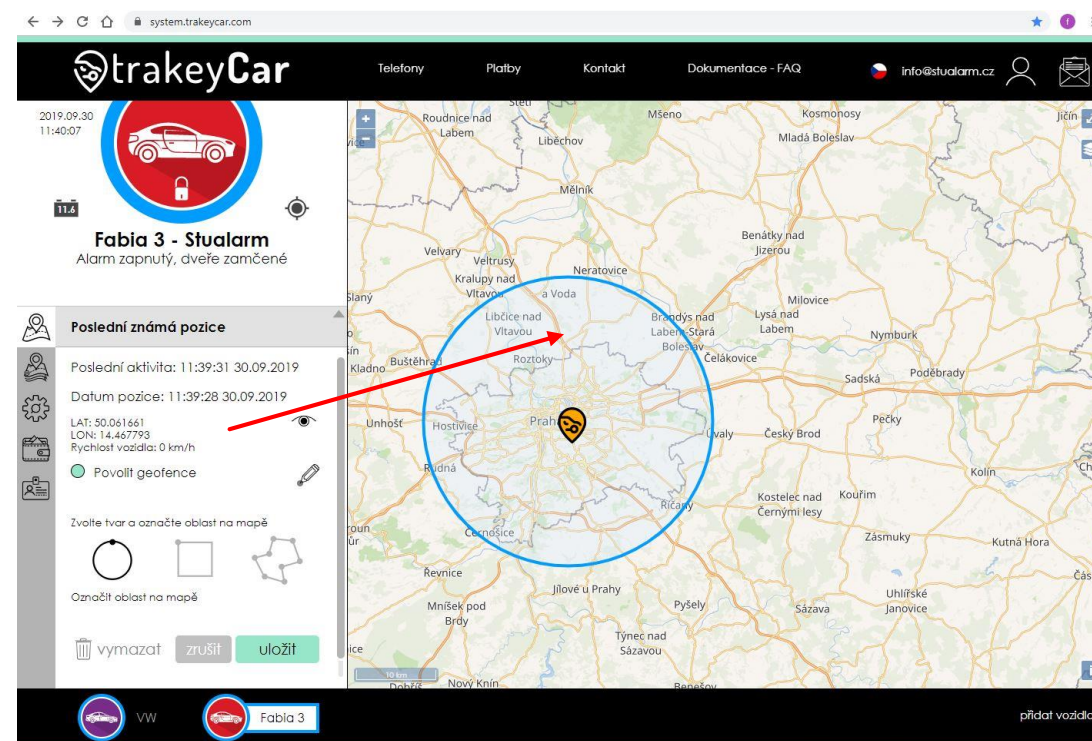 system.trakeycar.com
f
trakeyCar
Telefony
Platby
Kontakt
Dokumentace - FAQ
info@stualarm.cz
2019.09.30
11:40:07
11.6
Fabia 3 - Stualarm
Alarm zapnutý, dveře zamčené
Poslední známá pozice
Poslední aktivita: 11:39:31 30.09.2019
Datum pozice: 11:39:28 30.09.2019
LAT: 50.061661
LON: 14.467793
Rychlost vozidla: 0 km/h
Povolit geofence
Zvolte tvar a označte oblast na mapě
Označit oblast na mapě
vymazat
zrušit
uložit
+
-
Štětí
Roudnice nad
Labem
Liběchov
Mšeno
Kosmonosy
Mladá Boleslav
Jičín
Mělník
Benátky nad
Jizerou
Velvary
Veltrusy
Kralupy nad
Vltavou
Neratovice
a Voda
Slaný
Libčice nad
Vltavou
Brandýs nad
Labem-Stará
Boleslav
Lysá nad
Labem
Milovice
Nymburk
Čelákovice
Roztoky
Buštěhrad
Kladno
Sadská
Poděbrady
Unhošť
Hostivice
Prah
Úvaly
Český Brod
Pečky
Rudná
Kolín
Říčany
Kostelec nad
Černými lesy
Kouřim
Zásmuky
Kutná Hora
Černošice
Řevnice
Jílové u Prahy
Mníšek pod
Brdy
Pyšely
Sázava
Uhlířské
Janovice
Týnec nad
Sázavou
10 km
Dobříš
Nový Knín
Benešov
VW
Fabia 3
přidat vozidlo